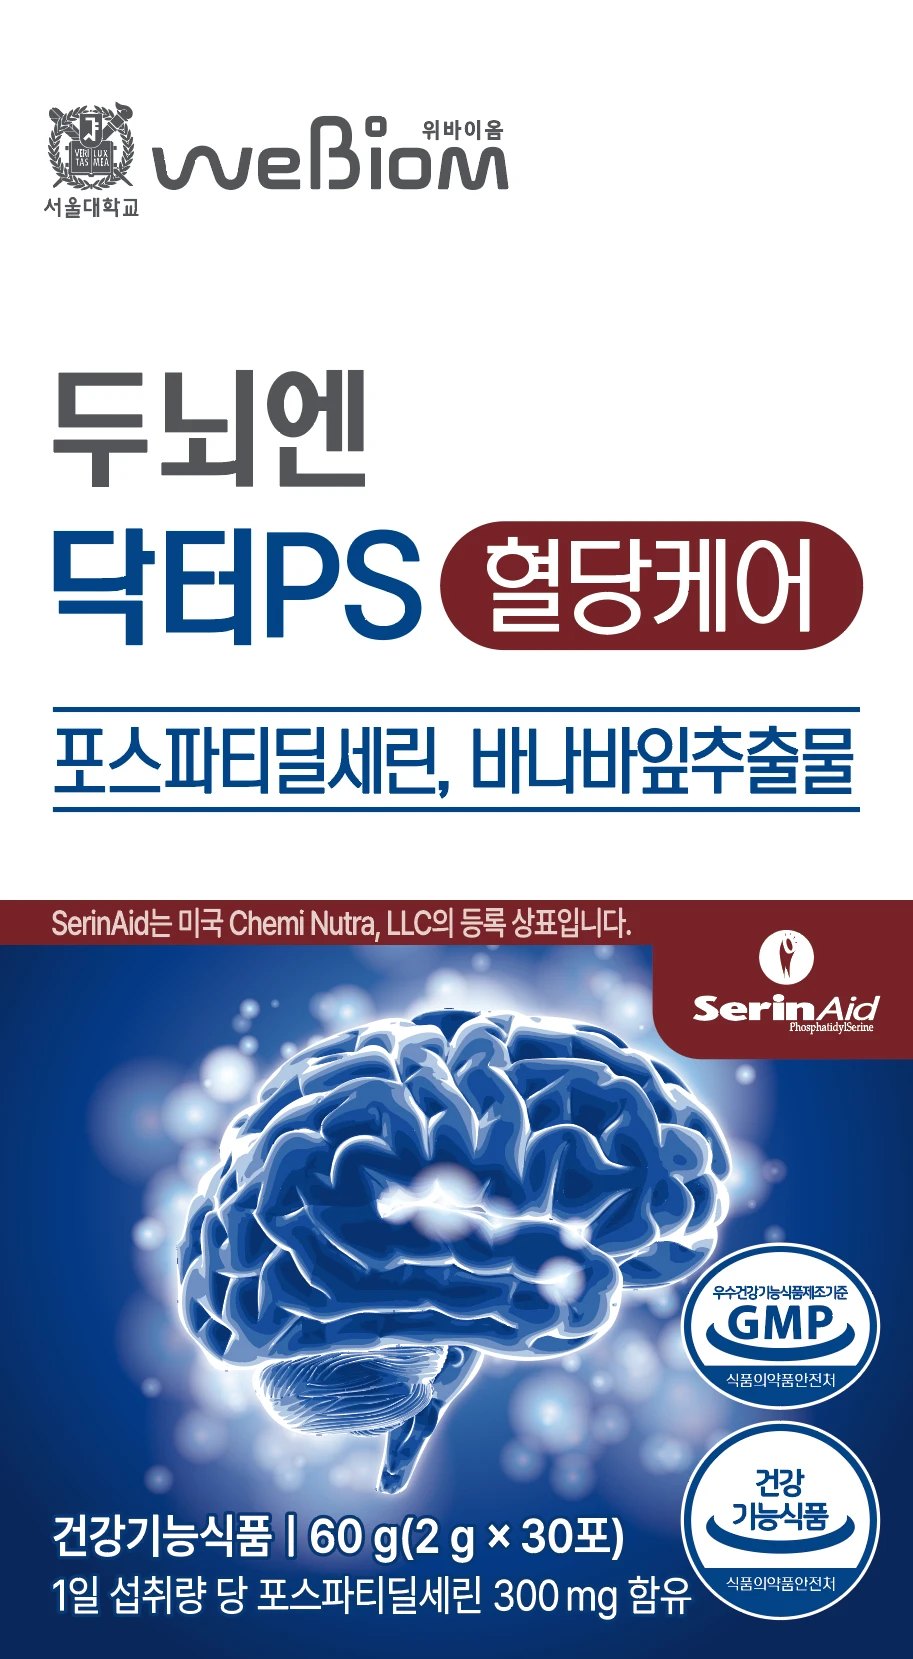 위바이옴
weBiom
VERI LUX
TAS MEA
서울대학교
두뇌엔
닥터PS 혈당케어
포스파티딜세린, 바나바잎추출물
SerinAid는 미국 Chemi Nutra, LLC의 등록 상표입니다.
SerinAid
PhosphatidylSerine
우수건강기능식품제조기준
GMP
식품의약품안전처
건강
기능식품
식품의약품안전처
건강기능식품 | 60 g(2 g × 30포)
1일 섭취량 당 포스파티딜세린 300 mg 함유